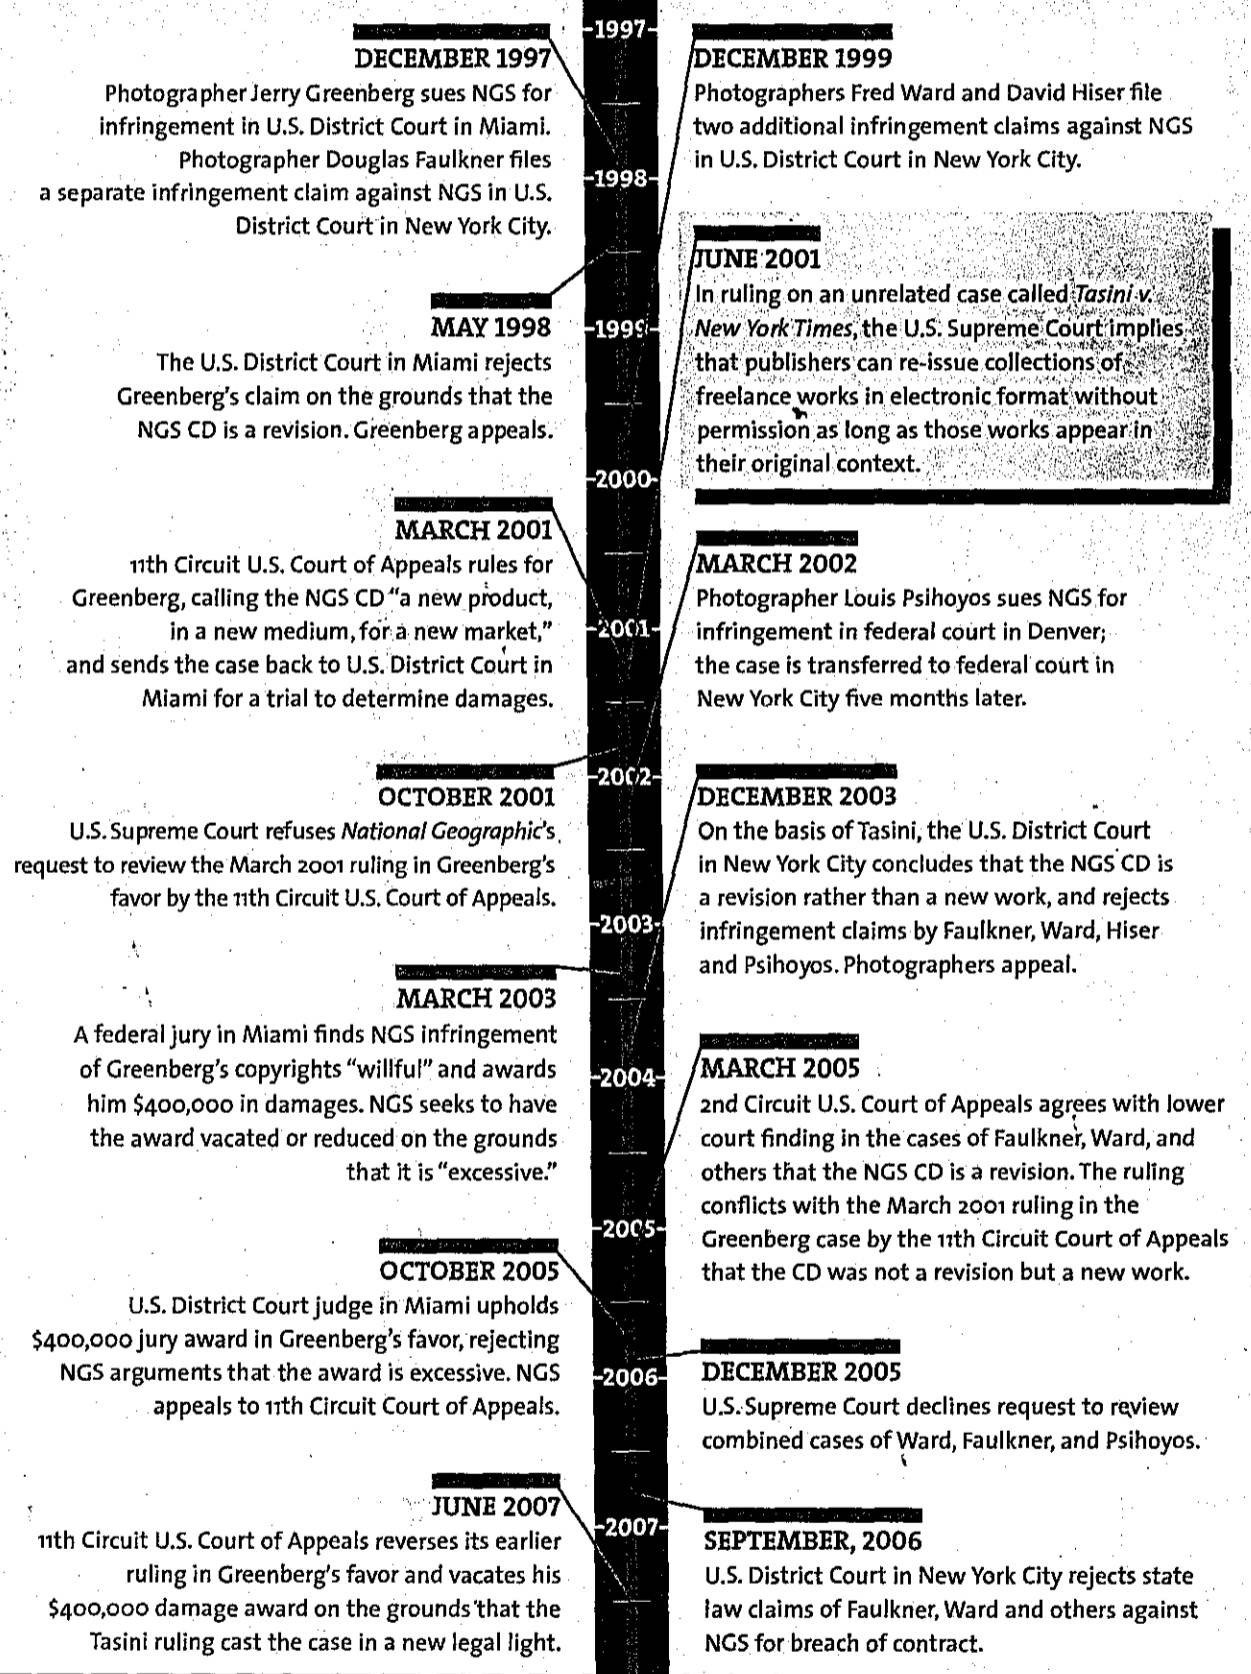 DECEMBER 1997
Photographer Jerry Greenberg sues NGS for
infringement in U.S. District Court in Miami.
Photographer Douglas Faulkner files
a separate infringement claim against NGS in U.S.
District Court in New York City.
MAY 1998
The U.S. District Court in Miami rejects
Greenberg's claim on the grounds that the
NGS CD is a revision. Greenberg appeals.
MARCH 2001
11th Circuit U.S. Court of Appeals rules for
Greenberg, calling the NGS CD "a new product,
in a new medium, for a new market,"
and sends the case back to U.S. District Court in
Miami for a trial to determine damages.
OCTOBER 2001
U.S. Supreme Court refuses National Geographic's
request to review the March 2001 ruling in Greenberg's
favor by the 11th Circuit U.S. Court of Appeals.
MARCH 2003
A federal jury in Miami finds NGS infringement
of Greenberg's copyrights "willful" and awards
him $400,000 in damages. NGS seeks to have
the award vacated or reduced on the grounds
that it is "excessive."
OCTOBER 2005
U.S. District Court judge in Miami upholds
$400,000 jury award in Greenberg's favor, rejecting
NGS arguments that the award is excessive. NGS
appeals to 11th Circuit Court of Appeals.
JUNE 2007
11th Circuit U.S. Court of Appeals reverses its earlier
ruling in Greenberg's favor and vacates his
$400,000 damage award on the grounds that the
Tasini ruling cast the case in a new legal light.
1997
1998
1999
2000
2001
2002
2003
2004
2005
2006
2007
DECEMBER 1999
Photographers Fred Ward and David Hiser file
two additional infringement claims against NGS
in U.S. District Court in New York City.
JUNE 2001
In ruling on an unrelated case called Tasini v.
New York Times, the U.S. Supreme Court implies
that publishers can re-issue collections of
freelance works in electronic format without
permission as long as those works appear in
their original context.
MARCH 2002
Photographer Louis Psihoyos sues NGS for
infringement in federal court in Denver;
the case is transferred to federal court in
New York City five months later.
DECEMBER 2003
On the basis of Tasini, the U.S. District Court
in New York City concludes that the NGS CD is
a revision rather than a new work, and rejects
infringement claims by Faulkner, Ward, Hiser
and Psihoyos. Photographers appeal.
MARCH 2005
2nd Circuit U.S. Court of Appeals agrees with lower
court finding in the cases of Faulkner, Ward, and
others that the NGS CD is a revision. The ruling
conflicts with the March 2001 ruling in the
Greenberg case by the 11th Circuit Court of Appeals
that the CD was not a revision but a new work.
DECEMBER 2005
U.S. Supreme Court declines request to review
combined cases of Ward, Faulkner, and Psihoyos.
SEPTEMBER, 2006
U.S. District Court in New York City rejects state
law claims of Faulkner, Ward and others against
NGS for breach of contract.